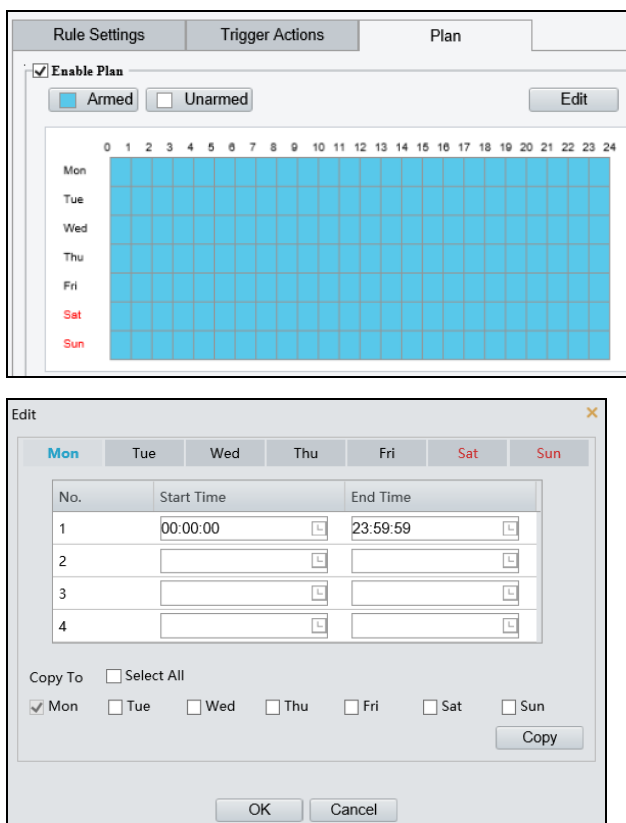 Rule Settings Trigger Actions Plan
Enable Plan
Armed Unarmed Edit
0 1 2 3 4 5 6 7 8 9 10 11 12 13 14 15 16 17 18 19 20 21 22 23 24
Mon
Tue
Wed
Thu
Fri
Sat
Sun
Edit
Mon Tue Wed Thu Fri Sat Sun
No. Start Time End Time
1 00:00:00 23:59:59
2
3
4
Copy To Select All
Mon Tue Wed Thu Fri Sat Sun
Copy
OK Cancel